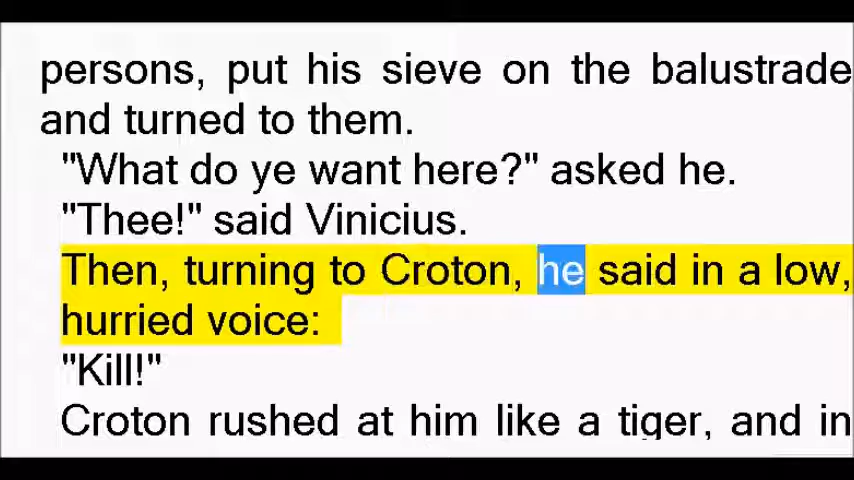 persons, put his sieve on the balustrade
and turned to them.
"What do ye want here?" asked he.
"Thee!" said Vinicius.
Then, turning to Croton, he said in a low,
hurried voice:
"Kill!"
Croton rushed at him like a tiger, and in